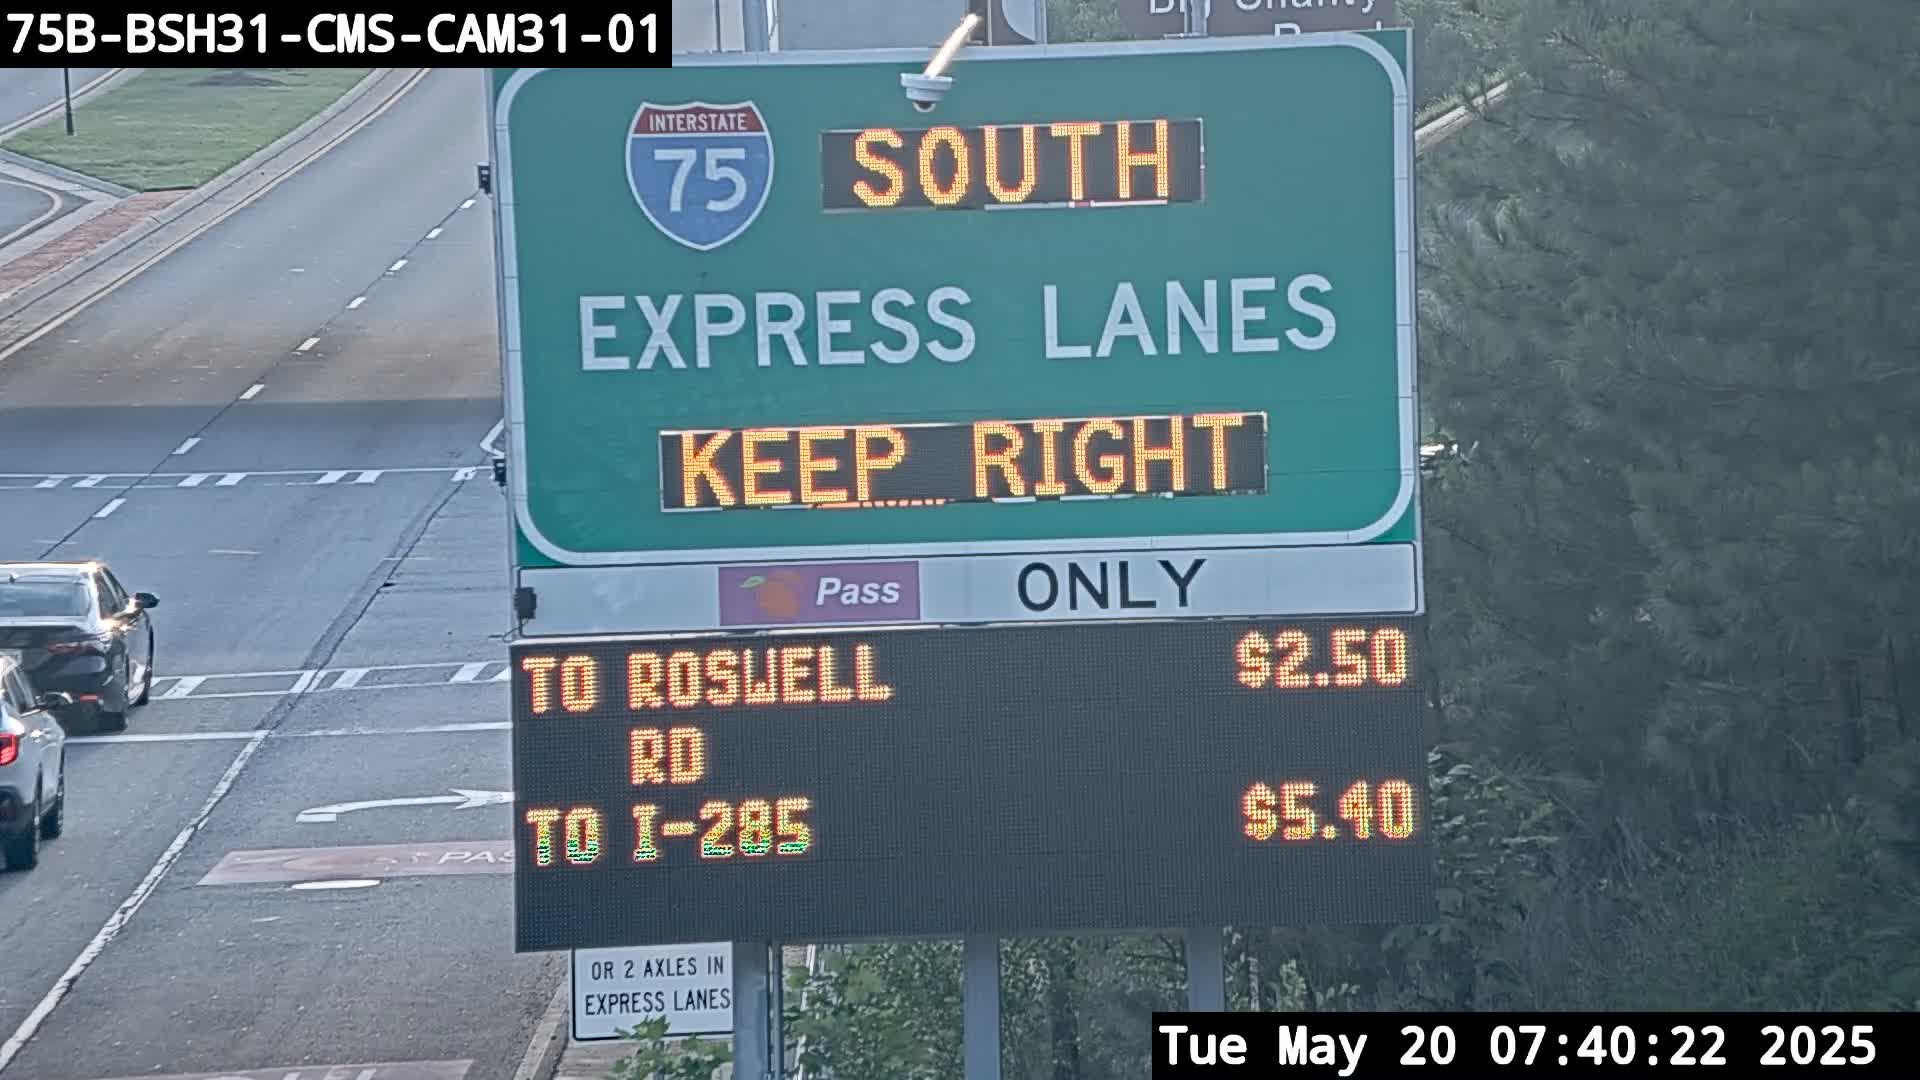 75B-BSH31-CMS-CAM31-01
INTERSTATE
75
SOUTH
EXPRESS LANES
KEEP RIGHT
Pass
ONLY
TO ROSWELL $2.50
RD
TO I-285 $5.40
OR 2 AXLES IN
EXPRESS LANES
Tue May 20 07:40:22 2025